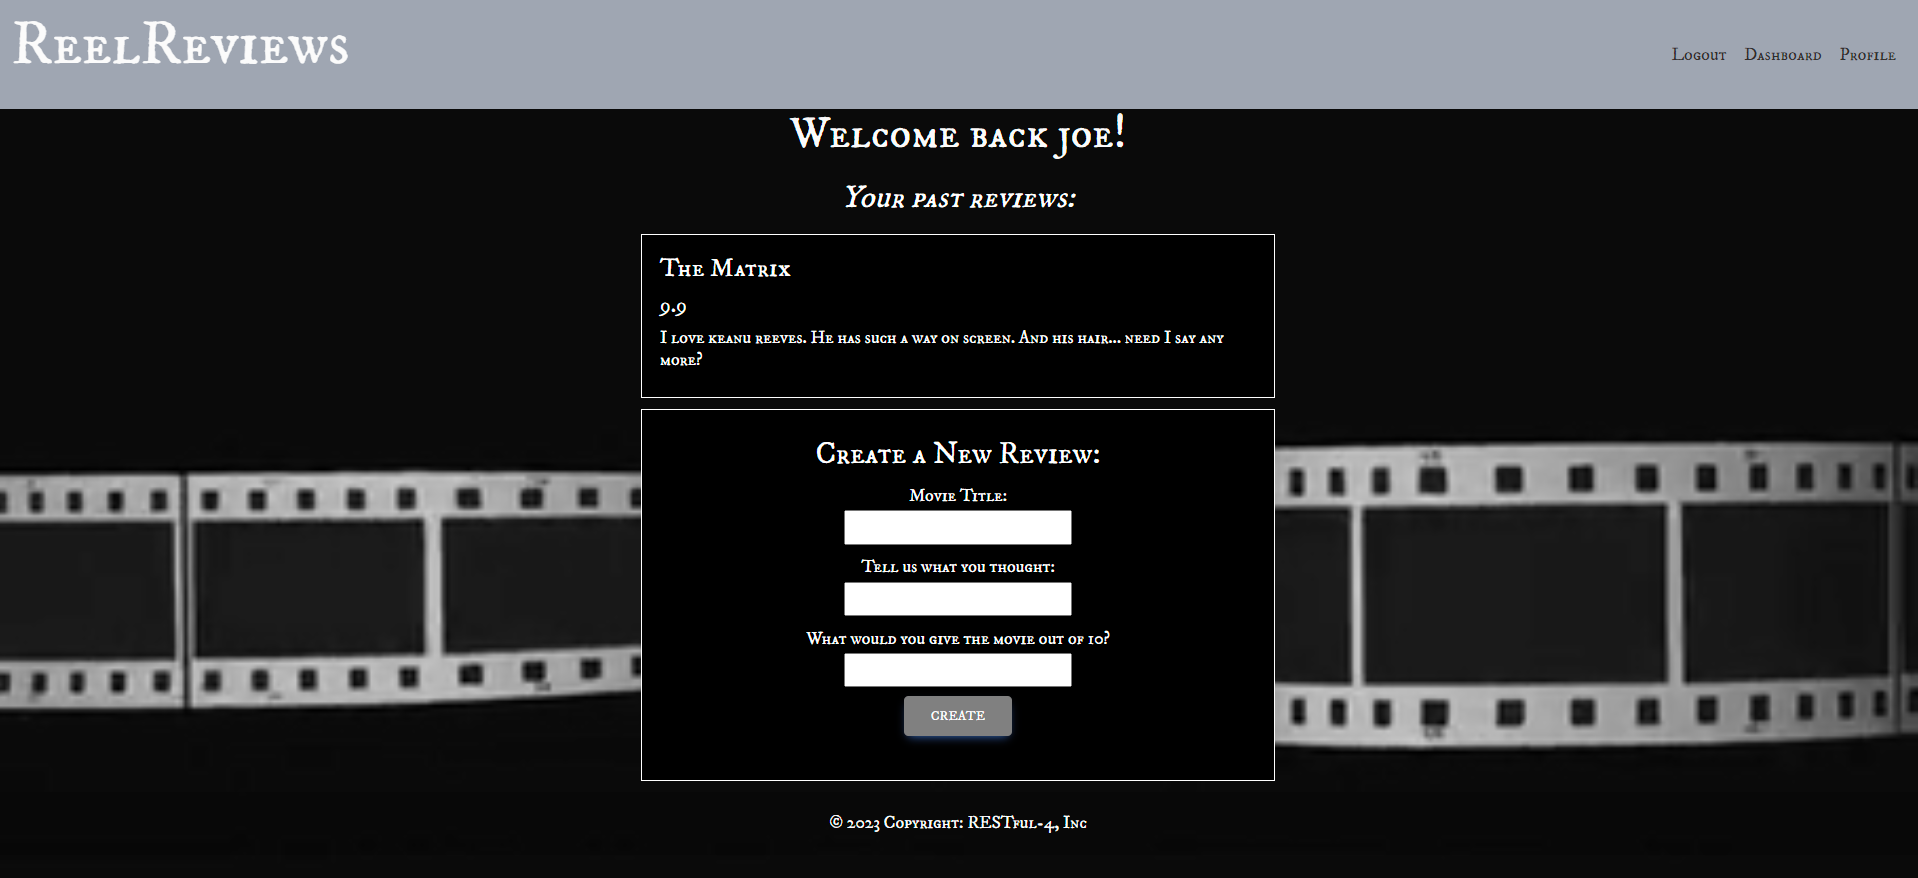 ReelReviews
Logout Dashboard Profile
Welcome back joe!
Your past reviews:
The Matrix
9.9
I love keanu reeves. He has such a way on screen. And his hair... need I say any
more?
Create a New Review:
Movie Title:
Tell us what you thought:
What would you give the movie out of 10?
CREATE
© 2023 Copyright: RESTful-4, Inc